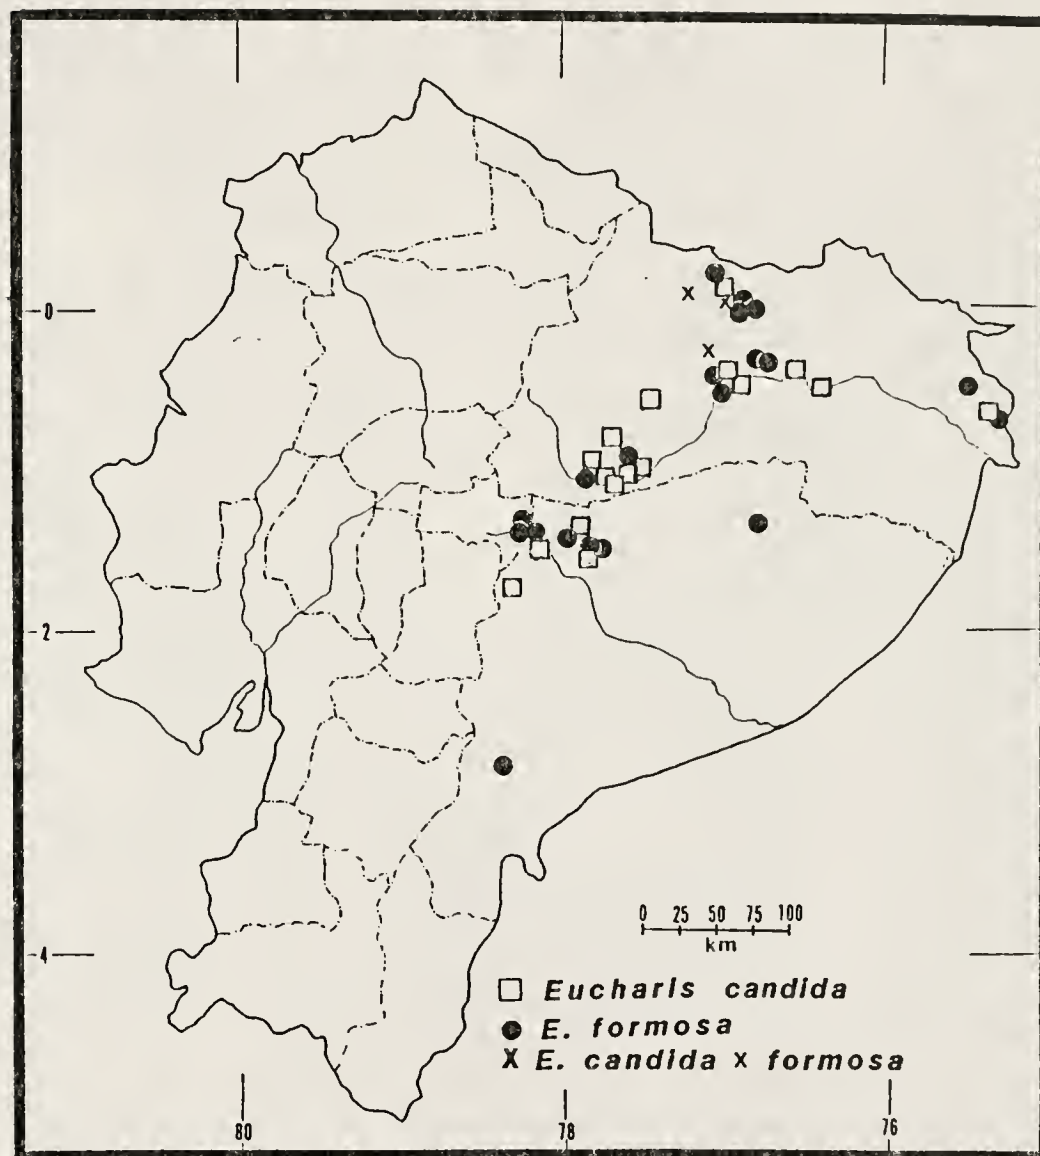 0
2
4
0 25 50 75 100
km
Eucharis candida
E. formosa
X E. candida x formosa
80 78 76